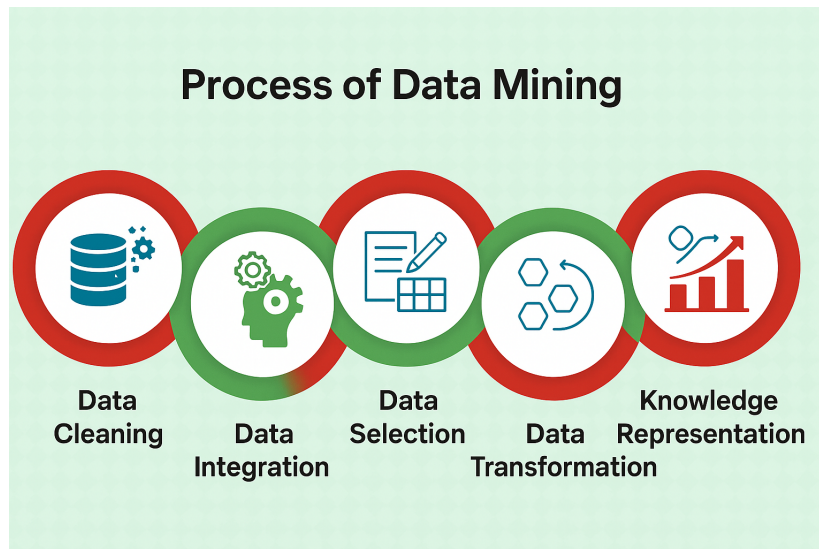 Process of Data Mining
Data
Cleaning
Data
Integration
Data
Selection
Data
Transformation
Knowledge
Representation